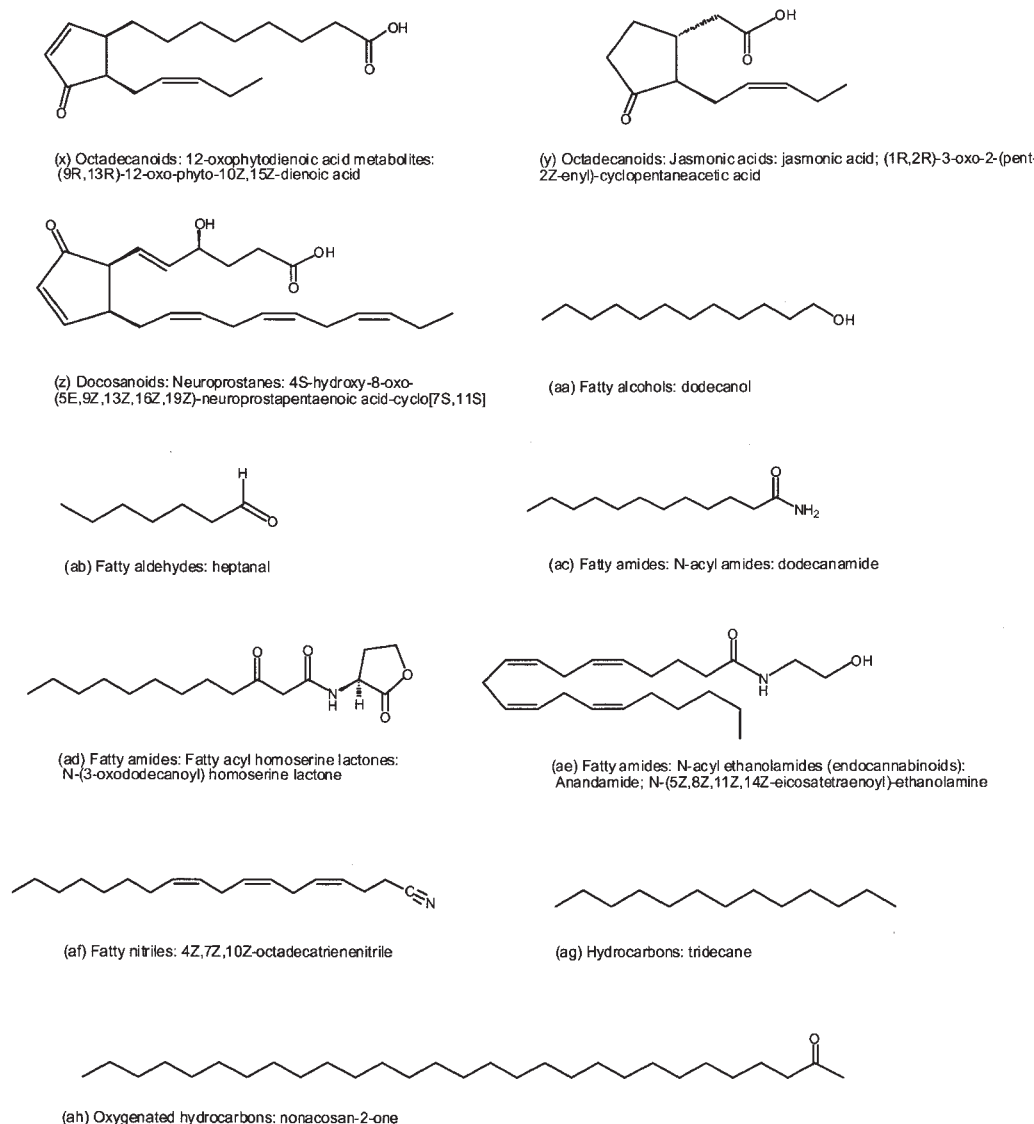 OH
O
O
(x) Octadecanoids: 12-oxophytodienoic acid metabolites:
(9R,13R)-12-oxo-phyto-10Z,15Z-dienoic acid
OH
O
O
(y) Octadecanoids: Jasmonic acids: jasmonic acid; (1R,2R)-3-oxo-2-(pent-
2Z-enyl)-cyclopentaneacetic acid
O
OH
OH
O
(z) Docosanoids: Neuroprostanes: 4S-hydroxy-8-oxo-
(5E,9Z,13Z,16Z,19Z)-neuroprostapentaenoic acid-cyclo[7S,11S]
OH
(aa) Fatty alcohols: dodecanol
H
O
(ab) Fatty aldehydes: heptanal
O
NH2
(ac) Fatty amides: N-acyl amides: dodecanamide
O
O
O
N
H
H
O
(ad) Fatty amides: Fatty acyl homoserine lactones:
N-(3-oxododecanoyl) homoserine lactone
O
OH
N
H
(ae) Fatty amides: N-acyl ethanolamides (endocannabinoids):
Anandamide; N-(5Z,8Z,11Z,14Z-eicosatetraenoyl)-ethanolamine
C
N
(af) Fatty nitriles: 4Z,7Z,10Z-octadecatrienenitrile
(ag) Hydrocarbons: tridecane
O
(ah) Oxygenated hydrocarbons: nonacosan-2-one